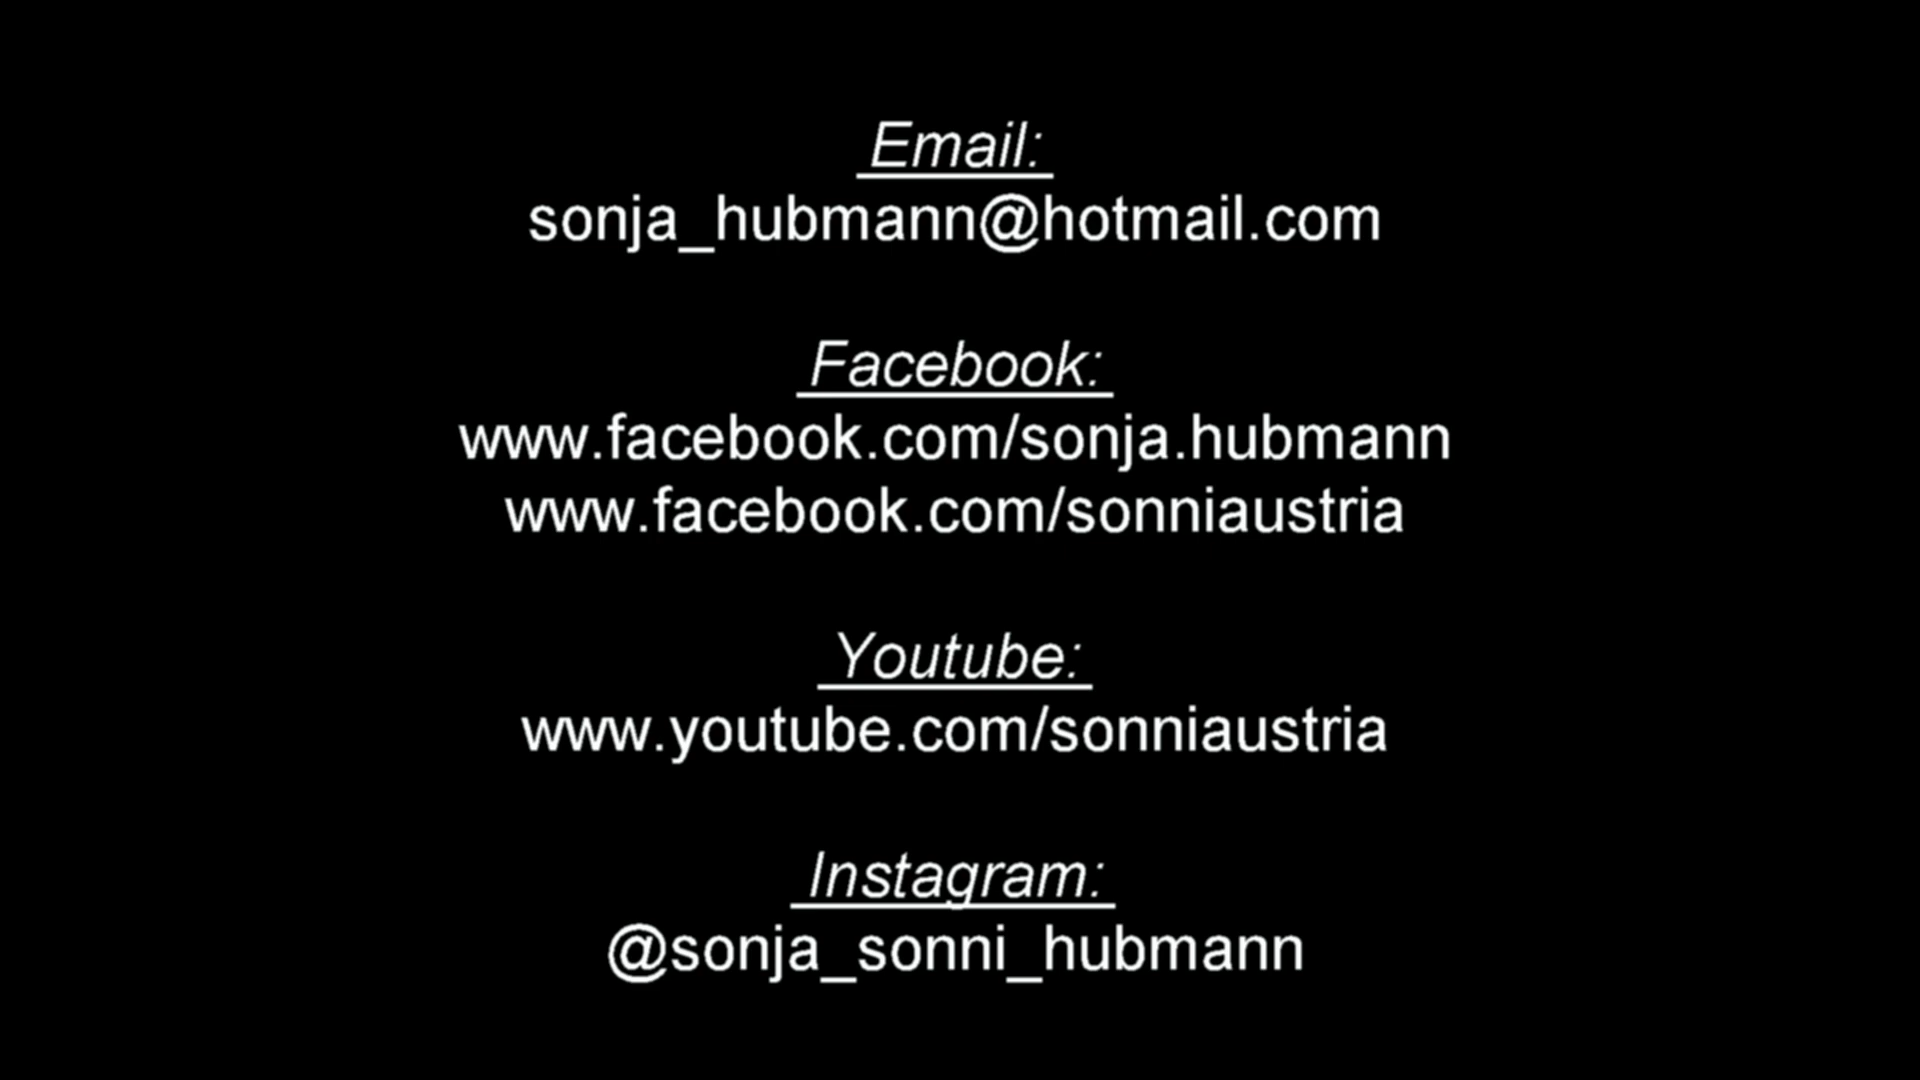 Email:
sonja_hubmann@hotmail.com
Facebook:
www.facebook.com/sonja.hubmann
www.facebook.com/sonniaustria
Youtube:
www.youtube.com/sonniaustria
Instagram:
@sonja_sonni_hubmann